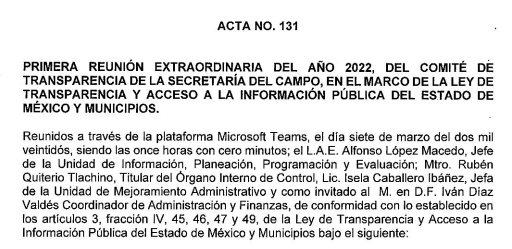 ACTA NO. 131
PRIMERA REUNIÓN EXTRAORDINARIA DEL AÑO 2022, DEL COMITÉ DE
TRANSPARENCIA DE LA SECRETARÍA DEL CAMPO, EN EL MARCO DE LA LEY DE
TRANSPARENCIA Y ACCESO A LA INFORMACIÓN PÚBLICA DEL ESTADO DE
MÉXICO Y MUNICIPIOS.
Reunidos a través de la plataforma Microsoft Teams, el día siete de marzo del dos mil
veintidós, siendo las once horas con cero minutos; el L.A.E. Alfonso López Macedo, Jefe
de la Unidad de Información, Planeación, Programación y Evaluación; Mtro. Rubén
Quiterio Tlachino, Titular del Órgano Interno de Control, Lic. Isela Caballero Ibáñez, Jefa
de la Unidad de Mejoramiento Administrativo y como invitado al M. en D.F. Iván Díaz
Valdés Coordinador de Administración y Finanzas, de conformidad con lo establecido en
los artículos 3, fracción IV, 45, 46, 47 y 49, de la Ley de Transparencia y Acceso a la
Información Pública del Estado de México y Municipios bajo el siguiente: